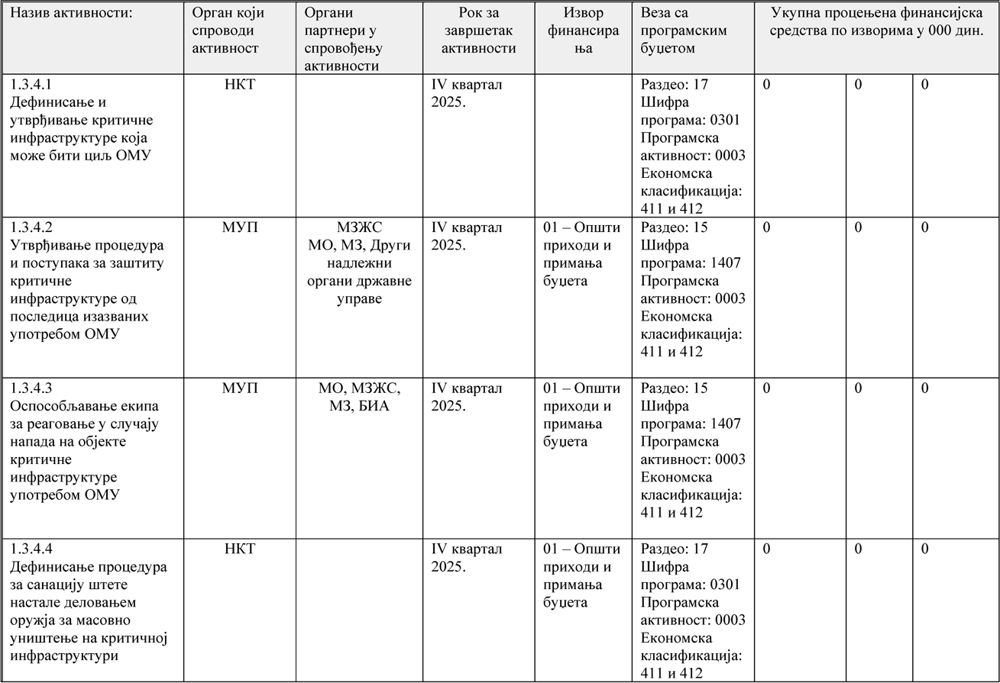 Назив активности:
Орган који
спроводи
активност
Органи
партнери у
спровођењу
активности
Рок за
завршетак
активности
Извор
финансира
ња
Веза са
програмским
буџетом
Укупна процењена финансијска
средства по изворима у 000 дин.
1.3.4.1
Дефинисање и
утврђивање критичне
инфраструктуре која
може бити циљ ОМУ
НКТ
IV квартал
2025.
Раздео: 17
Шифра
програма: 0301
Програмска
активност: 0003
Економска
класификација:
411 и 412
0
0
0
1.3.4.2
Утврђивање процедура
и поступака за заштиту
критичне
инфраструктуре од
последица изазваних
употребом ОМУ
МУП
МЗЖС
МО, МЗ, Други
надлежни
органи државне
управе
IV квартал
2025.
01 – Општи
приходи и
примања
буџета
Раздео: 15
Шифра
програма: 1407
Програмска
активност: 0003
Економска
класификација:
411 и 412
0
0
0
1.3.4.3
Оспособљавање екипа
за реаговање у случају
напада на објекте
критичне
инфраструктуре
употребом ОМУ
МУП
МО, МЗЖС,
МЗ, БИА
IV квартал
2025.
01 – Општи
приходи и
примања
буџета
Раздео: 15
Шифра
програма: 1407
Програмска
активност: 0003
Економска
класификација:
411 и 412
0
0
0
1.3.4.4
Дефинисање процедура
за санацију штете
настале деловањем
оружја за масовно
уништење на критичној
инфраструктури
НКТ
IV квартал
2025.
01 – Општи
приходи и
примања
буџета
Раздео: 17
Шифра
програма: 0301
Програмска
активност: 0003
Економска
класификација:
411 и 412
0
0
0